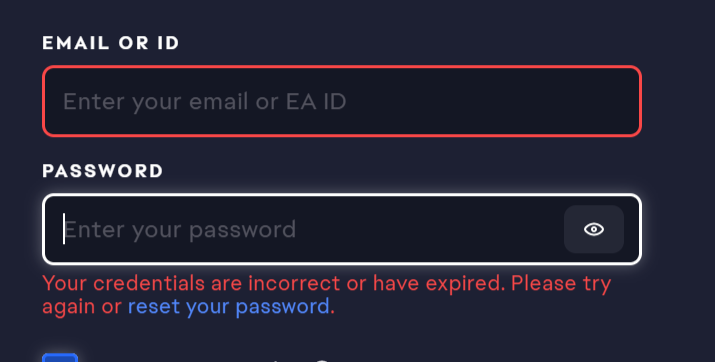 EMAIL OR ID
Enter your email or EA ID
PASSWORD
Enter your password
Your credentials are incorrect or have expired. Please try
again or reset your password.